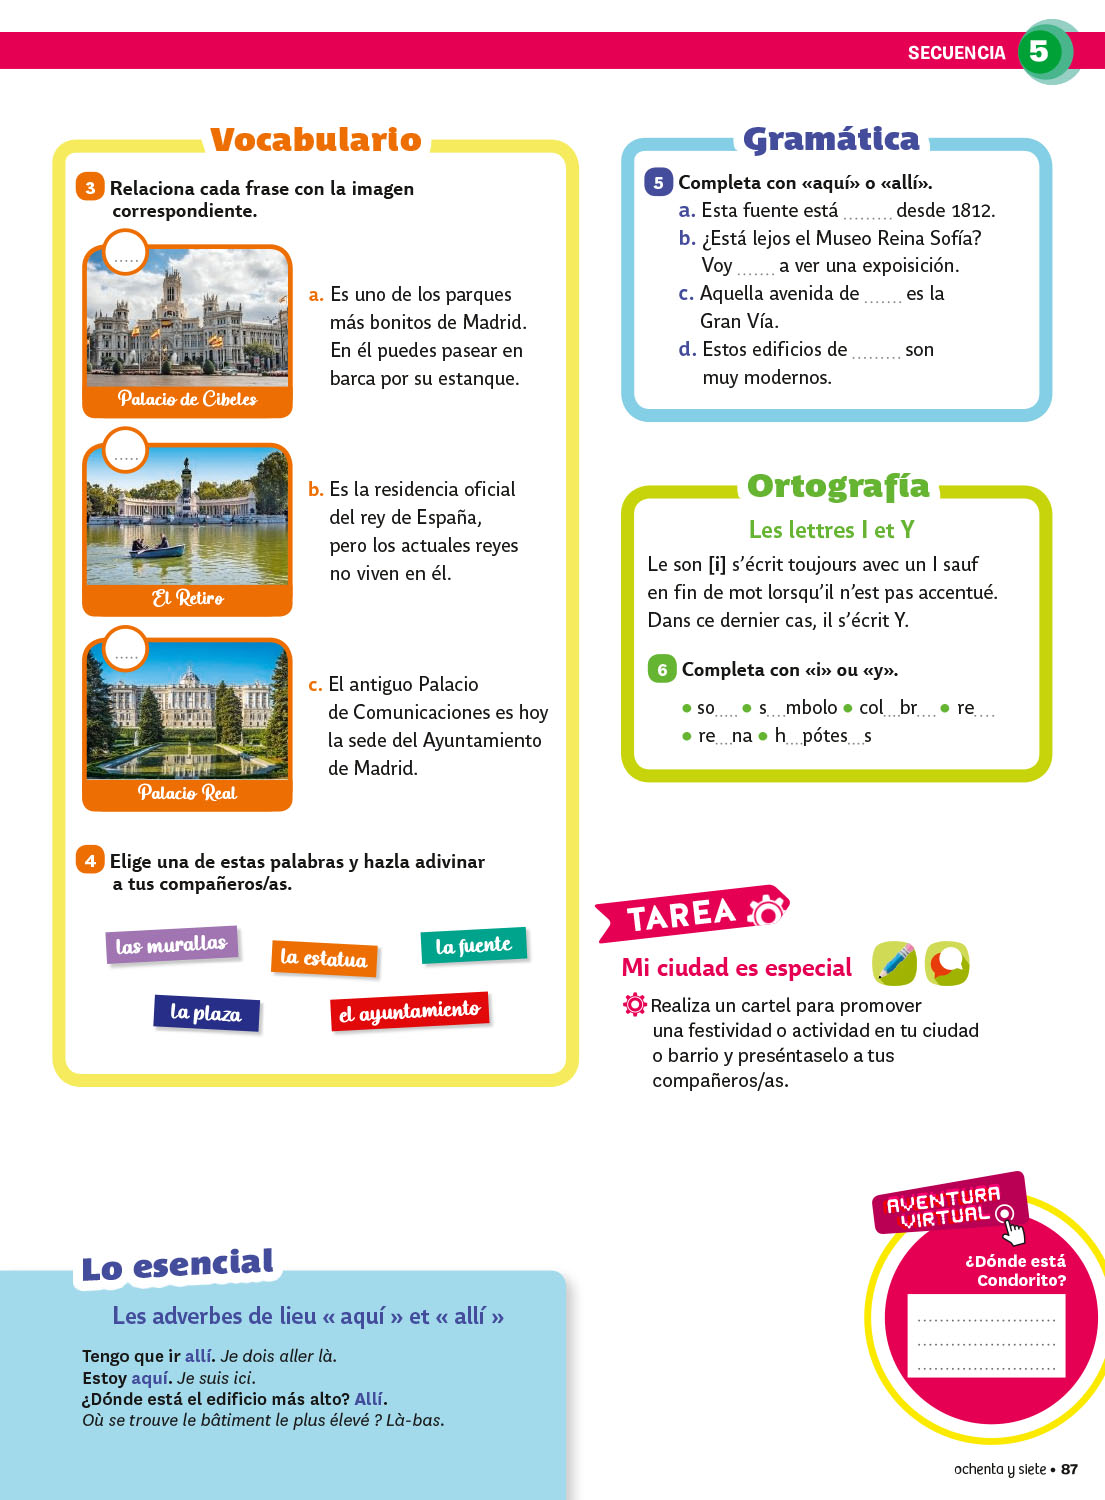 SECUENCIA 5
Vocabulario
3 Relaciona cada frase con la imagen
correspondiente.
.....
Palacio de Cibeles
a. Es uno de los parques
más bonitos de Madrid.
En él puedes pasear en
barca por su estanque.
.....
El Retiro
b. Es la residencia oficial
del rey de España,
pero los actuales reyes
no viven en él.
.....
Palacio Real
c. El antiguo Palacio
de Comunicaciones es hoy
la sede del Ayuntamiento
de Madrid.
4 Elige una de estas palabras y hazla adivinar
a tus compañeros/as.
las murallas
la estatua
la fuente
la plaza
el ayuntamiento
Gramática
5 Completa con «aquí» o «allí».
a. Esta fuente está ......... desde 1812.
b. ¿Está lejos el Museo Reina Sofía?
Voy ....... a ver una expoisición.
c. Aquella avenida de ....... es la
Gran Vía.
d. Estos edificios de ......... son
muy modernos.
Ortografía
Les lettres I et Y
Le son [i] s'écrit toujours avec un I sauf
en fin de mot lorsqu'il n'est pas accentué.
Dans ce dernier cas, il s'écrit Y.
6 Completa con «i» ou «y».
• so..... • s....mbolo • col....br.... • re....
• re....na • h....pótes....s
TAREA
Mi ciudad es especial
Realiza un cartel para promover
una festividad o actividad en tu ciudad
o barrio y preséntaselo a tus
compañeros/as.
Lo esencial
Les adverbes de lieu « aquí » et « allí »
Tengo que ir allí. Je dois aller là.
Estoy aquí. Je suis ici.
¿Dónde está el edificio más alto? Allí.
Où se trouve le bâtiment le plus élevé ? Là-bas.
AVENTURA
VIRTUAL
¿Dónde está
Condorito?
.........................
.........................
.........................
ochenta y siete • 87